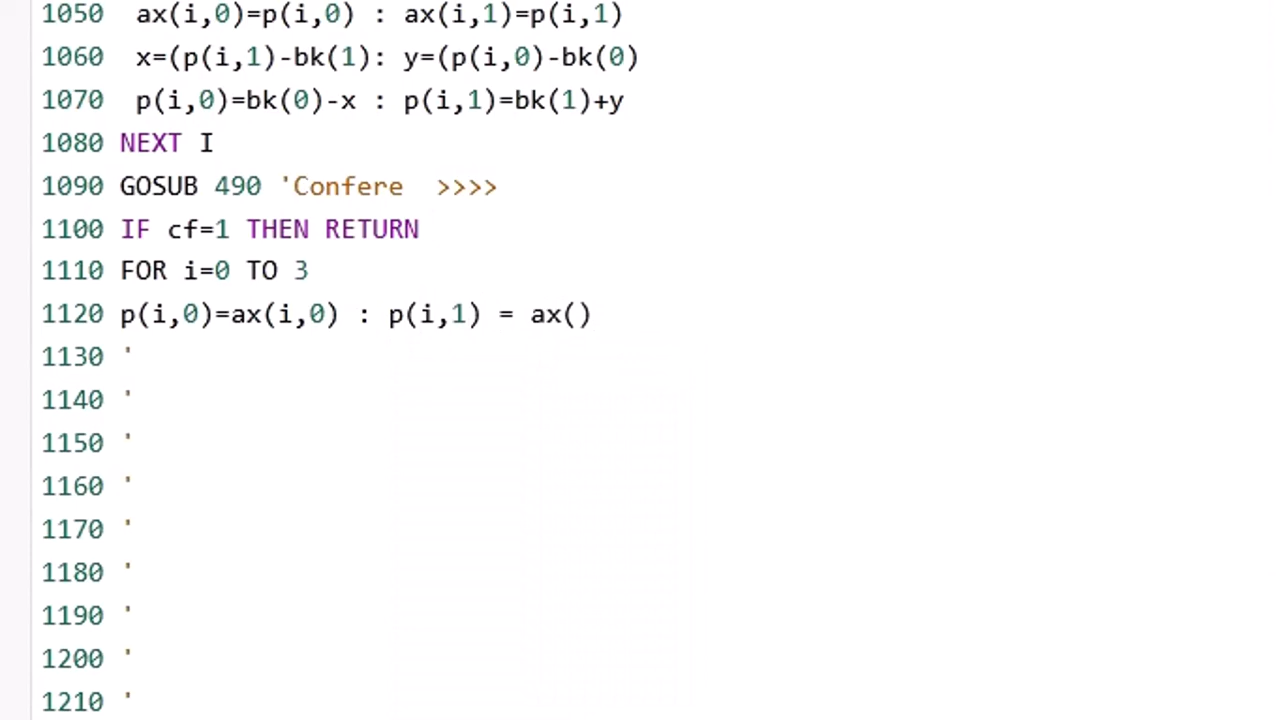 1050  ax(i,0)=p(i,0) : ax(i,1)=p(i,1)
1060  x=(p(i,1)-bk(1): y=(p(i,0)-bk(0)
1070  p(i,0)=bk(0)-x : p(i,1)=bk(1)+y
1080 NEXT I
1090 GOSUB 490 'Confere  >>>>
1100 IF cf=1 THEN RETURN
1110 FOR i=0 TO 3
1120 p(i,0)=ax(i,0) : p(i,1) = ax()
1130 '
1140 '
1150 '
1160 '
1170 '
1180 '
1190 '
1200 '
1210 '